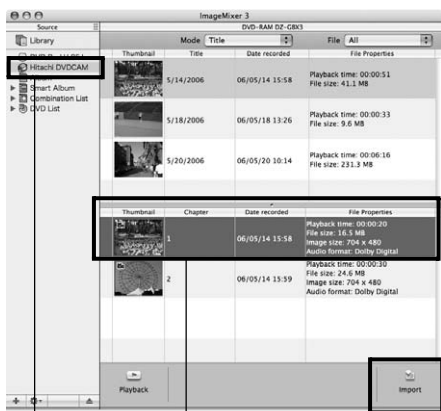 ImageMixer 3
Source
DVD-RAM DZ-GBX3
Library
Mode Title
File All
Thumbnail Title Date recorded File Properties
Hitachi DVDCAM
Smart Album
Combination List
DVD List
5/14/2006 06/05/14 15:58 Playback time: 00:00:51
File size: 41.1 MB
5/18/2006 06/05/18 13:26 Playback time: 00:00:33
File size: 9.6 MB
5/20/2006 06/05/20 10:14 Playback time: 00:06:16
File size: 231.3 MB
Thumbnail Chapter Date recorded File Properties
1 06/05/14 15:58 Playback time: 00:00:20
File size: 16.5 MB
Image size: 704 x 480
Audio format: Dolby Digital
2 06/05/14 15:59 Playback time: 00:00:30
File size: 24.6 MB
Image size: 704 x 480
Audio format: Dolby Digital
Playback
Import